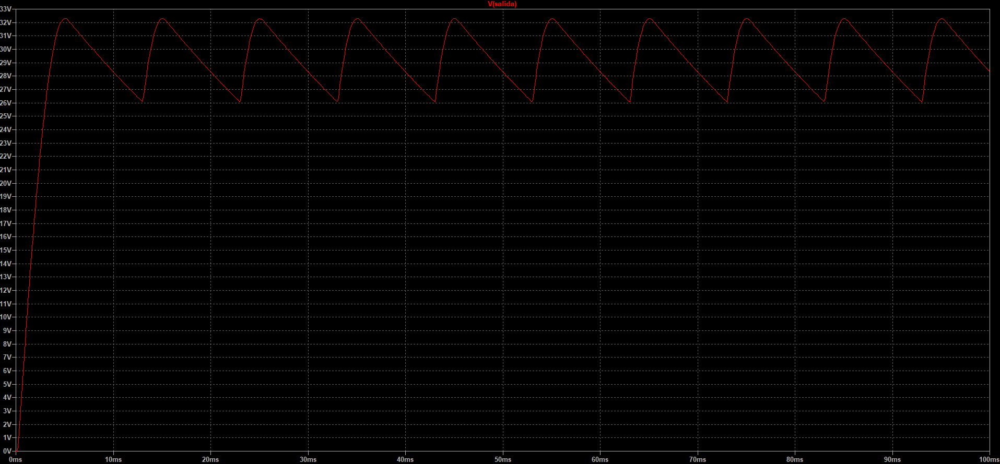 V(salida)
33V
32V
31V
30V
29V
28V
27V
26V
25V
24V
23V
22V
21V
20V
19V
18V
17V
16V
15V
14V
13V
12V
11V
10V
9V
8V
7V
6V
5V
4V
3V
2V
1V
0V
0ms 10ms 20ms 30ms 40ms 50ms 60ms 70ms 80ms 90ms 100ms